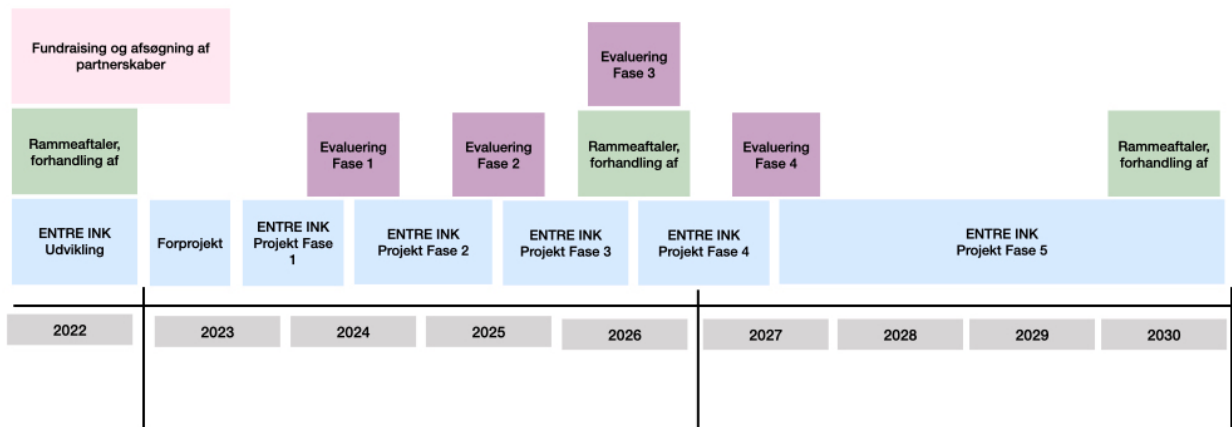 Fundraising og afsøgning af
partnerskaber
Evaluering
Fase 3
Rammeaftaler,
forhandling af
Evaluering
Fase 1
Evaluering
Fase 2
Rammeaftaler,
forhandling af
Evaluering
Fase 4
Rammeaftaler,
forhandling af
ENTRE INK
Udvikling
Forprojekt
ENTRE INK
Projekt Fase
1
ENTRE INK
Projekt Fase 2
ENTRE INK
Projekt Fase 3
ENTRE INK
Projekt Fase 4
ENTRE INK
Projekt Fase 5
2022
2023
2024
2025
2026
2027
2028
2029
2030